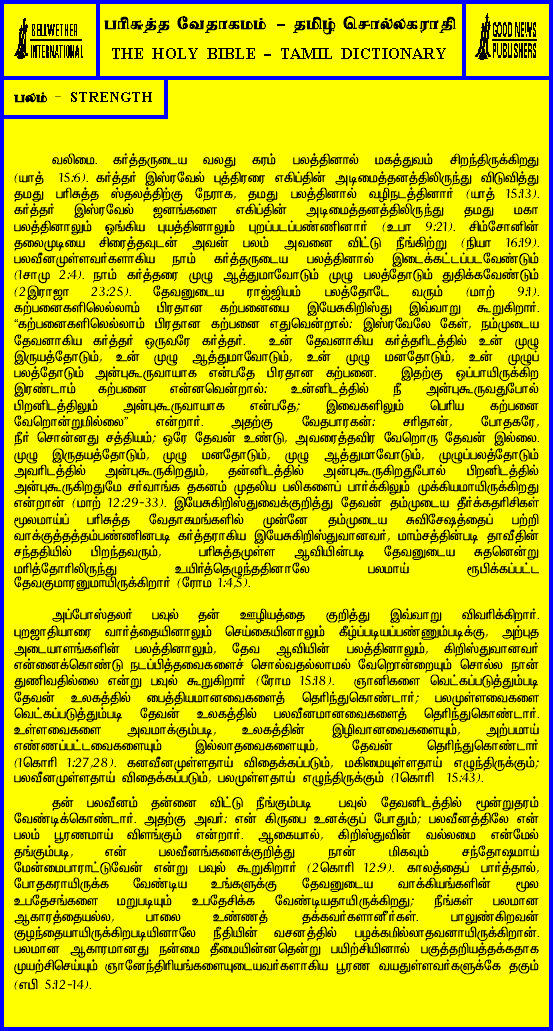 BELLWETHER
INTERNATIONAL
பரிசுத்த வேதாகமம் - தமிழ் சொல்லகராதி
THE HOLY BIBLE - TAMIL DICTIONARY
GOOD NEWS
PUBLISHERS
பலம் - STRENGTH
வலிமை. கர்த்தருடைய வலது கரம் பலத்தினால் மகத்துவம் சிறந்திருக்கிறது
(யாத் 15:6). கர்த்தர் இஸ்ரவேல் புத்திரரை எகிப்தின் அடிமைத்தனத்திலிருந்து விடுவித்து
தமது பரிசுத்த ஸ்தலத்திற்கு நேராக, தமது பலத்தினால் வழிநடத்தினார் (யாத் 15:13).
கர்த்தர் இஸ்ரவேல் ஜனங்களை எகிப்தின் அடிமைத்தனத்திலிருந்து தமது மகா
பலத்தினாலும் ஓங்கிய புயத்தினாலும் புறப்படப்பண்ணினார் (உபா 9:21). சிம்சோனின்
தலைமுடியை சிரைத்தவுடன் அவன் பலம் அவனை விட்டு நீங்கிற்று (நியா 16:19).
பலவீனமுள்ளவர்களாகிய நாம் கர்த்தருடைய பலத்தினால் இடைக்கட்டப்படவேண்டும்
(1சாமு 2:4). நாம் கர்த்தரை முழு ஆத்துமாவோடும் முழு பலத்தோடும் துதிக்கவேண்டும்
(2இராஜா 23:25). தேவனுடைய ராஜ்ஜியம் பலத்தோடே வரும் (மாற் 9:1).
கற்பனைகளிலெல்லாம் பிரதான கற்பனையை இயேசுகிறிஸ்து இவ்வாறு கூறுகிறார்.
"கற்பனைகளிலெல்லாம் பிரதான கற்பனை எதுவென்றால்: இஸ்ரவேலே கேள், நம்முடைய
தேவனாகிய கர்த்தர் ஒருவரே கர்த்தர். உன் தேவனாகிய கர்த்தரிடத்தில் உன் முழு
இருயத்தோடும், உன் முழு ஆத்துமாவோடும், உன் முழு மனதோடும், உன் முழுப்
பலத்தோடும் அன்புகூருவாயாக என்பதே பிரதான கற்பனை. இதற்கு ஒப்பாயிருக்கிற
இரண்டாம் கற்பனை என்னவென்றால்: உன்னிடத்தில் நீ அன்புகூருவதுபோல்
பிறனிடத்திலும் அன்புகூருவாயாக என்பதே; இவைகளிலும் பெரிய கற்பனை
வேறொன்றுமில்லை" என்றார். அதற்கு வேதபாரகன்: சரிதான், போதகரே,
நீர் சொன்னது சத்தியம்; ஒரே தேவன் உண்டு, அவரைத்தவிர வேறொரு தேவன் இல்லை.
முழு இருதயத்தோடும், முழு மனதோடும், முழு ஆத்துமாவோடும், முழுப்பலத்தோடும்
அவரிடத்தில் அன்புகூருகிறதும், தன்னிடத்தில் அன்புகூருகிறதுபோல் பிறனிடத்தில்
அன்புகூருகிறதுமே சர்வாங்க தகனம் முதலிய பலிகளைப் பார்க்கிலும் முக்கியமாயிருக்கிறது
என்றான் (மாற் 12:29-33). இயேசுகிறிஸ்துவைக்குறித்து தேவன் தம்முடைய தீர்க்கதரிசிகள்
மூலமாய்ப் பரிசுத்த வேதாகமங்களில் முன்னே தம்முடைய சுவிசேஷத்தைப் பற்றி
வாக்குத்தத்தம்பண்ணினபடி கர்த்தராகிய இயேசுகிறிஸ்துவானவர், மாம்சத்தின்படி தாவீதின்
சந்ததியில் பிறந்தவரும், பரிசுத்தமுள்ள ஆவியின்படி தேவனுடைய சுதனென்று
மரித்தோரிலிருந்து உயிர்த்தெழுந்ததினாலே பலமாய் ரூபிக்கப்பட்ட
தேவகுமாரனுமாயிருக்கிறார் (ரோம 1:4,5).
அப்போஸ்தலர் பவுல் தன் ஊழியத்தை குறித்து இவ்வாறு விவரிக்கிறார்.
புறஜாதியாரை வார்த்தையினாலும் செய்கையினாலும் கீழ்ப்படியப்பண்ணும்படிக்கு, அற்புத
அடையாளங்களின் பலத்தினாலும், தேவ ஆவியின் பலத்தினாலும், கிறிஸ்துவானவர்
என்னைக்கொண்டு நடப்பித்தவைகளைச் சொல்வதல்லாமல் வேறொன்றையும் சொல்ல நான்
துணிவதில்லை என்று பவுல் கூறுகிறார் (ரோம 15:18). ஞானிகளை வெட்கப்படுத்தும்படி
தேவன் உலகத்தில் பைத்தியமானவைகளைத் தெரிந்துகொண்டார்; பலமுள்ளவைகளை
வெட்கப்படுத்தும்படி தேவன் உலகத்தில் பலவீனமானவைகளைத் தெரிந்துகொண்டார்.
உள்ளவைகளை அவமாக்கும்படி, உலகத்தின் இழிவானவைகளையும், அற்பமாய்
எண்ணப்பட்டவைகளையும் இல்லாதவைகளையும், தேவன் தெரிந்துகொண்டார்
(1கொரி 1:27,28). கனவீனமுள்ளதாய் விதைக்கப்படும், மகிமையுள்ளதாய் எழுந்திருக்கும்;
பலவீனமுள்ளதாய் விதைக்கப்படும், பலமுள்ளதாய் எழுந்திருக்கும் (1கொரி 15:43).
தன் பலவீனம் தன்னை விட்டு நீங்கும்படி பவுல் தேவனிடத்தில் மூன்றுதரம்
வேண்டிக்கொண்டார். அதற்கு அவர்: என் கிருபை உனக்குப் போதும்; பலவீனத்திலே என்
பலம் பூரணமாய் விளங்கும் என்றார். ஆகையால், கிறிஸ்துவின் வல்லமை என்மேல்
தங்கும்படி, என் பலவீனங்களைக்குறித்து நான் மிகவும் சந்தோஷமாய்
மேன்மைபாராட்டுவேன் என்று பவுல் கூறுகிறார் (2கொரி 12:9). காலத்தைப் பார்த்தால்,
போதகராயிருக்க வேண்டிய உங்களுக்கு தேவனுடைய வாக்கியங்களின் மூல
உபதேசங்களை மறுபடியும் உபதேசிக்க வேண்டியதாயிருக்கிறது; நீங்கள் பலமான
ஆகாரத்தையல்ல, பாலை உண்ணத் தக்கவர்களானீர்கள். பாலுண்கிறவன்
குழந்தையாயிருக்கிறபடியினாலே நீதியின் வசனத்தில் பழக்கமில்லாதவனாயிருக்கிறான்.
பலமான ஆகாரமானது நன்மை தீமையின்னதென்று பயிற்சியினால் பகுத்தறியத்தக்கதாக
முயற்சிசெய்யும் ஞானேந்திரியங்களையுடையவர்களாகிய பூரண வயதுள்ளவர்களுக்கே தகும்
(எபி 5:12-14).